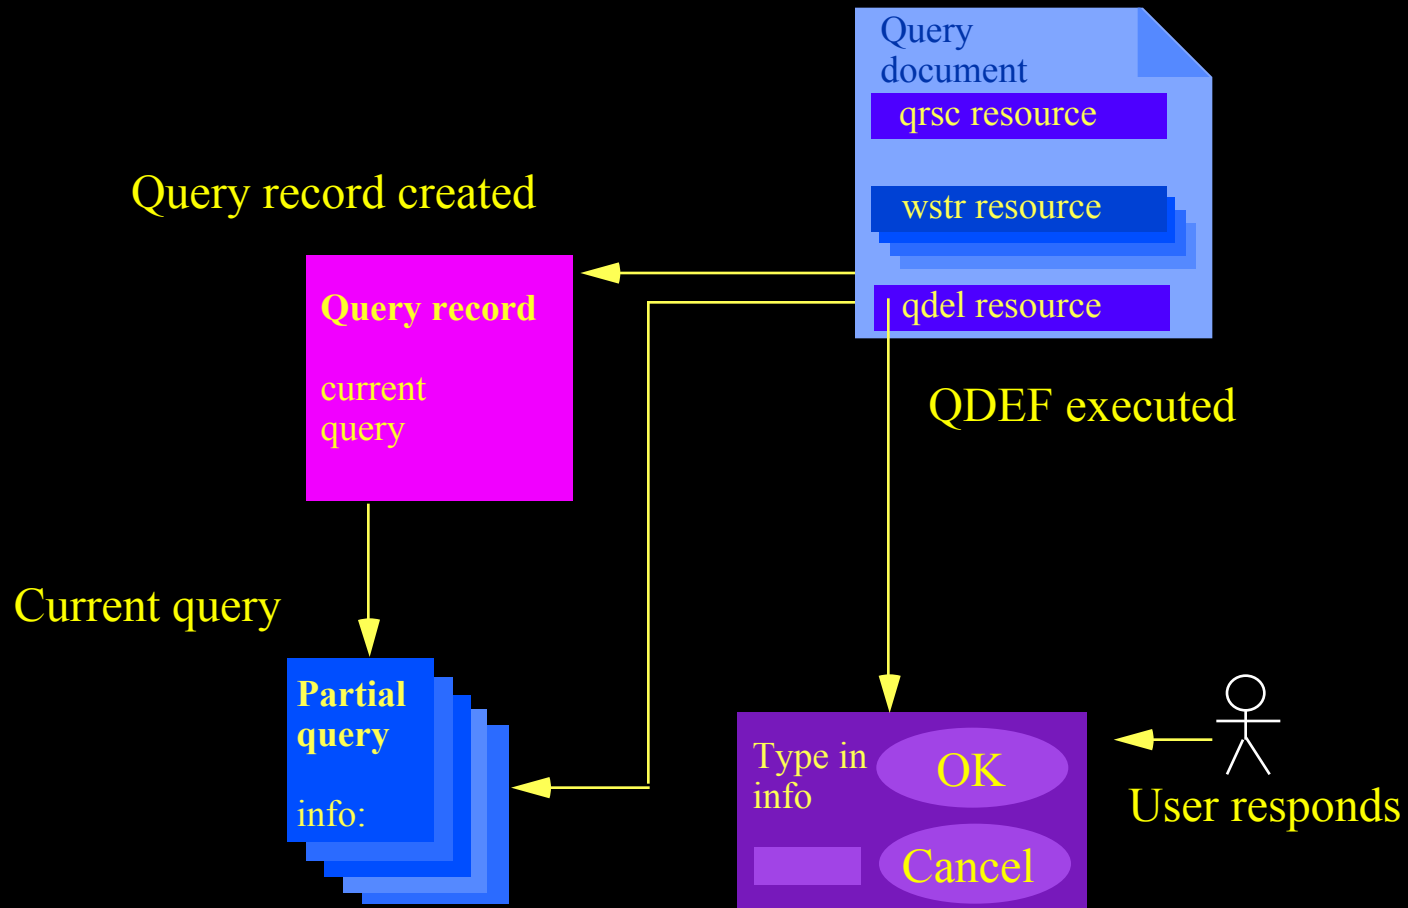 Query
document
qrsc resource
Query record created
wstr resource
Query record
qdel resource
current
query
QDEF executed
Current query
Partial
query
info:
Type in
info
OK
Cancel
User responds